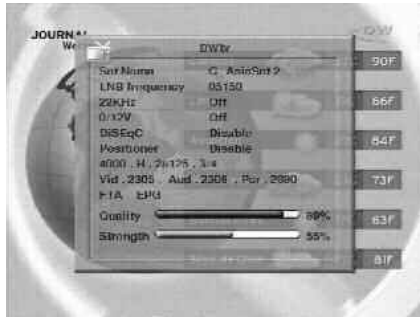 JOURNAL
DW
DWtv
Sat Name C AsiaSat 2
LNB frequency 05150
22KHz Off
0/12V Off
DiSEqC Disable
Positioner Disable
4000 . H . 28125 . 3/4
Vid . 2305 . Aud . 2306 . Pcr .
FTA EPG
Quality 89%
Strength 55%
90F
66F
64F
73F
63F
81F